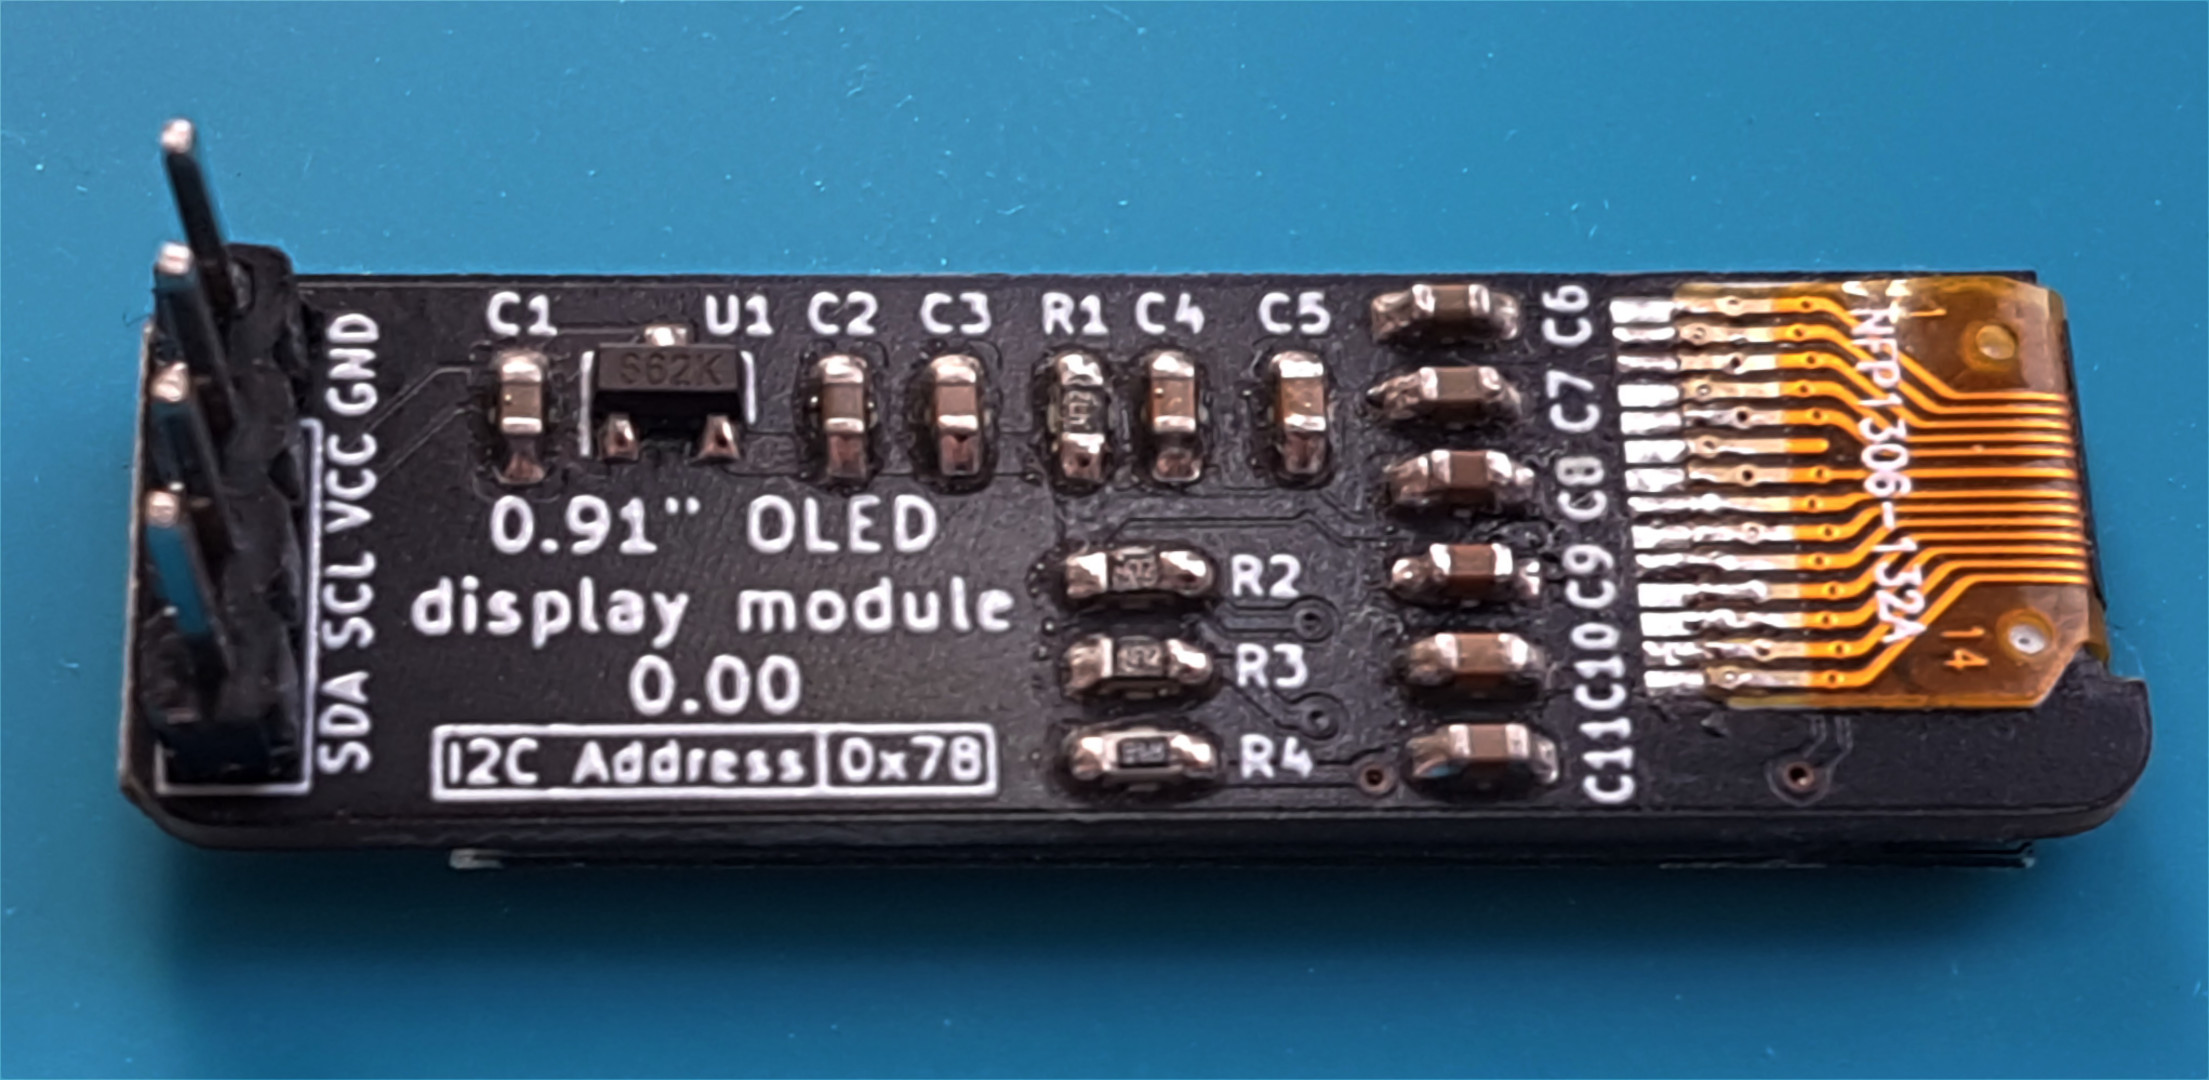 C1
U1
C2
C3
R1
C4
C5
C6
662K
C7
C8
C9
C10
C11
GND
VCC
SCL
SDA
0.91" OLED
display module
0.00
I2C Address 0x78
R2
R3
R4
NFP1306-132A
1
14